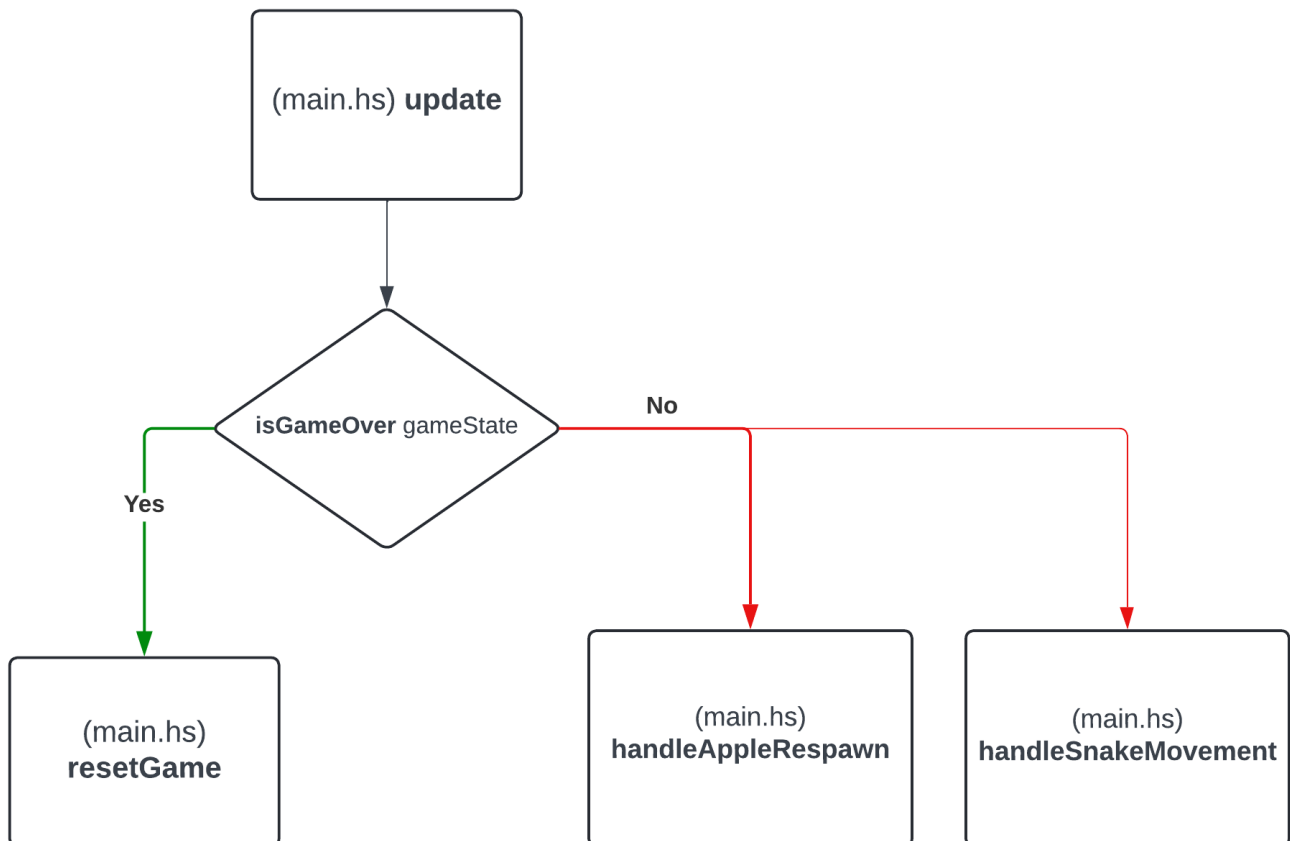 (main.hs) update
isGameOver gameState
No
Yes
(main.hs)
resetGame
(main.hs)
handleAppleRespawn
(main.hs)
handleSnakeMovement